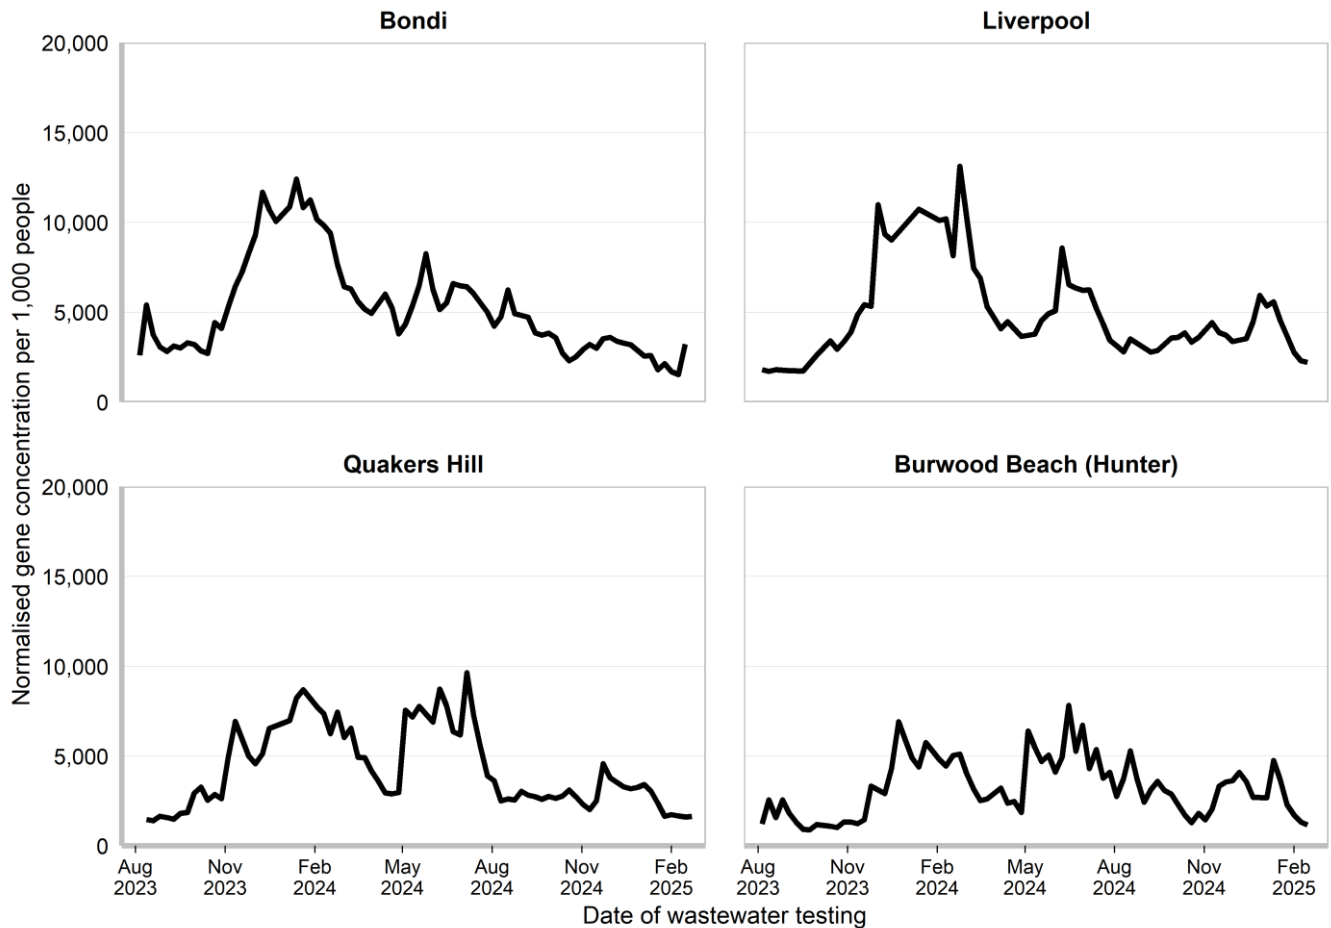 Bondi
Liverpool
20,000
15,000
10,000
5,000
0
Normalised gene concentration per 1,000 people
Quakers Hill
Burwood Beach (Hunter)
20,000
15,000
10,000
5,000
0
Aug Nov Feb May Aug Nov Feb
2023 2023 2024 2024 2024 2024 2025
Aug Nov Feb May Aug Nov Feb
2023 2023 2024 2024 2024 2024 2025
Date of wastewater testing